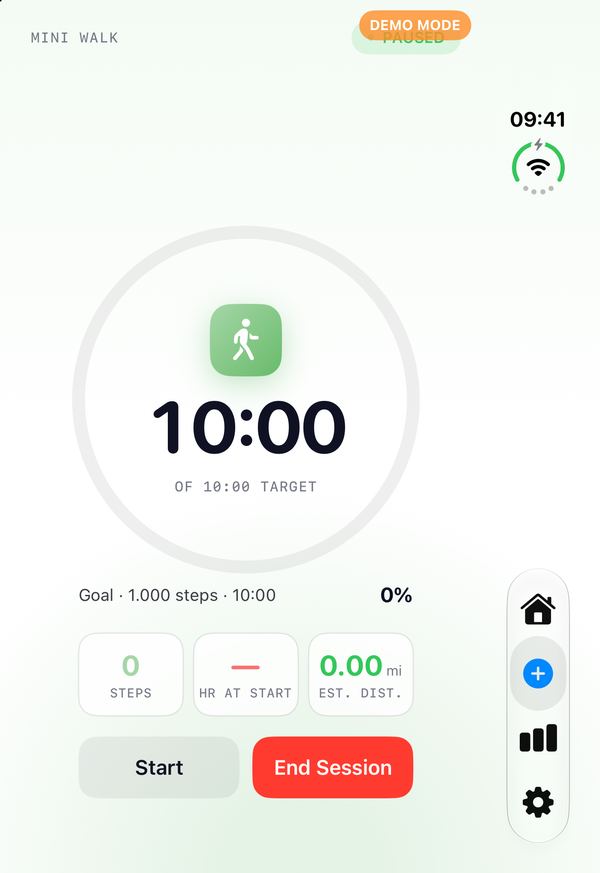 DEMO MODE
MINI WALK
PAUSED
09:41
10:00
OF 10:00 TARGET
Goal · 1.000 steps · 10:00
0%
0
—
0.00 mi
STEPS
HR AT START
EST. DIST.
Start
End Session